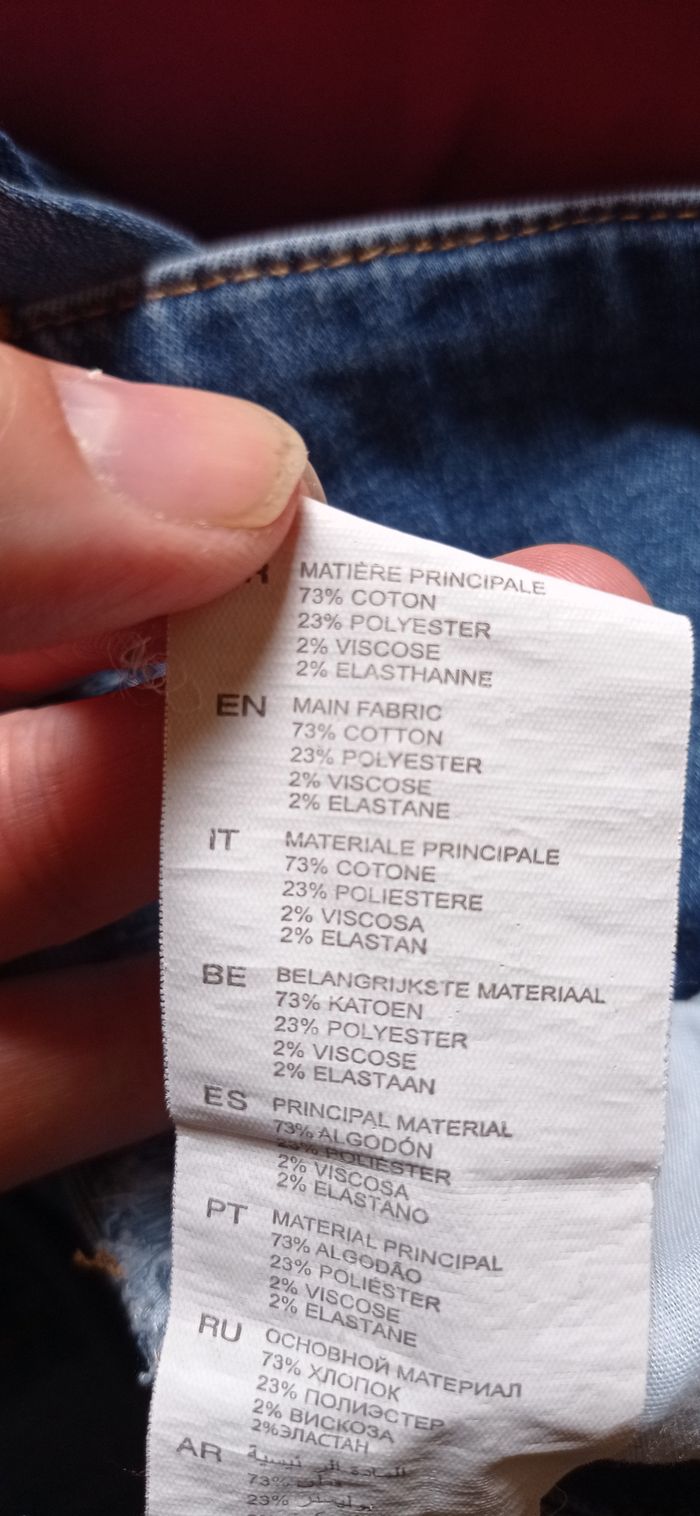 MATIÈRE PRINCIPALE
73% COTON
23% POLYESTER
2% VISCOSE
2% ELASTHANNE
EN MAIN FABRIC
73% COTTON
23% POLYESTER
2% VISCOSE
2% ELASTANE
IT MATERIALE PRINCIPALE
73% COTONE
23% POLIESTERE
2% VISCOSA
2% ELASTAN
BE BELANGRIJKSTE MATERIAAL
73% KATOEN
23% POLYESTER
2% VISCOSE
2% ELASTAAN
ES PRINCIPAL MATERIAL
73% ALGODÓN
23% POLIÉSTER
2% VISCOSA
2% ELASTANO
PT MATERIAL PRINCIPAL
73% ALGODÃO
23% POLIÉSTER
2% VISCOSE
2% ELASTANE
RU ОСНОВНОЙ МАТЕРИАЛ
73% ХЛОПОК
23% ПОЛИЭСТЕР
2% ВИСКОЗА
2%ЭЛАСТАН
AR
73%
23%